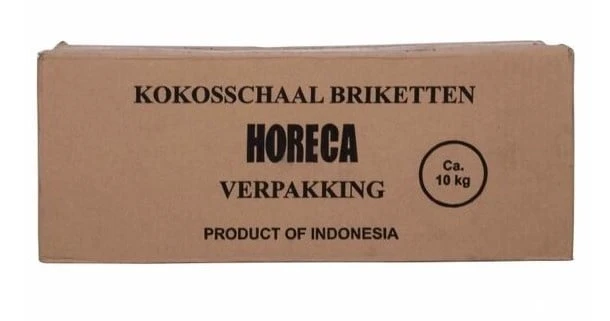 KOKOSSCHAAL BRIKETTEN
HORECA
VERPAKKING
Ca.
10 kg
PRODUCT OF INDONESIA